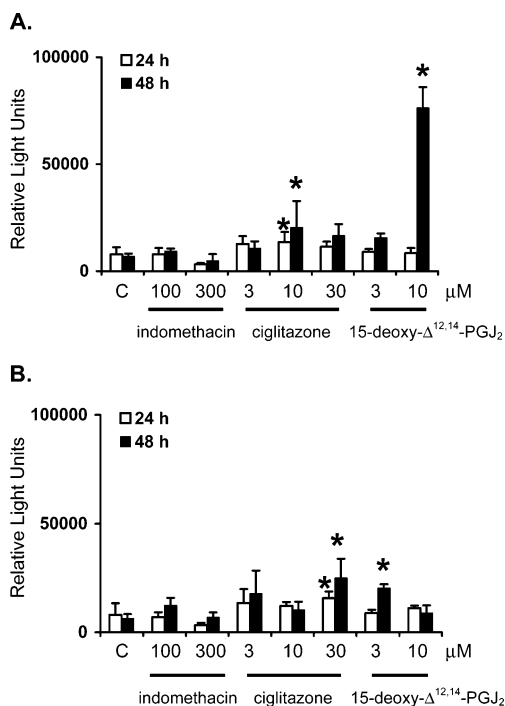 A.
Relative Light Units
100000
50000
0
24 h
48 h
*
*
*
C 100 300 3 10 30 3 10 μM
indomethacin ciglitazone 15-deoxy-Δ12,14-PGJ2
B.
Relative Light Units
100000
50000
0
24 h
48 h
*
*
*
C 100 300 3 10 30 3 10 μM
indomethacin ciglitazone 15-deoxy-Δ12,14-PGJ2